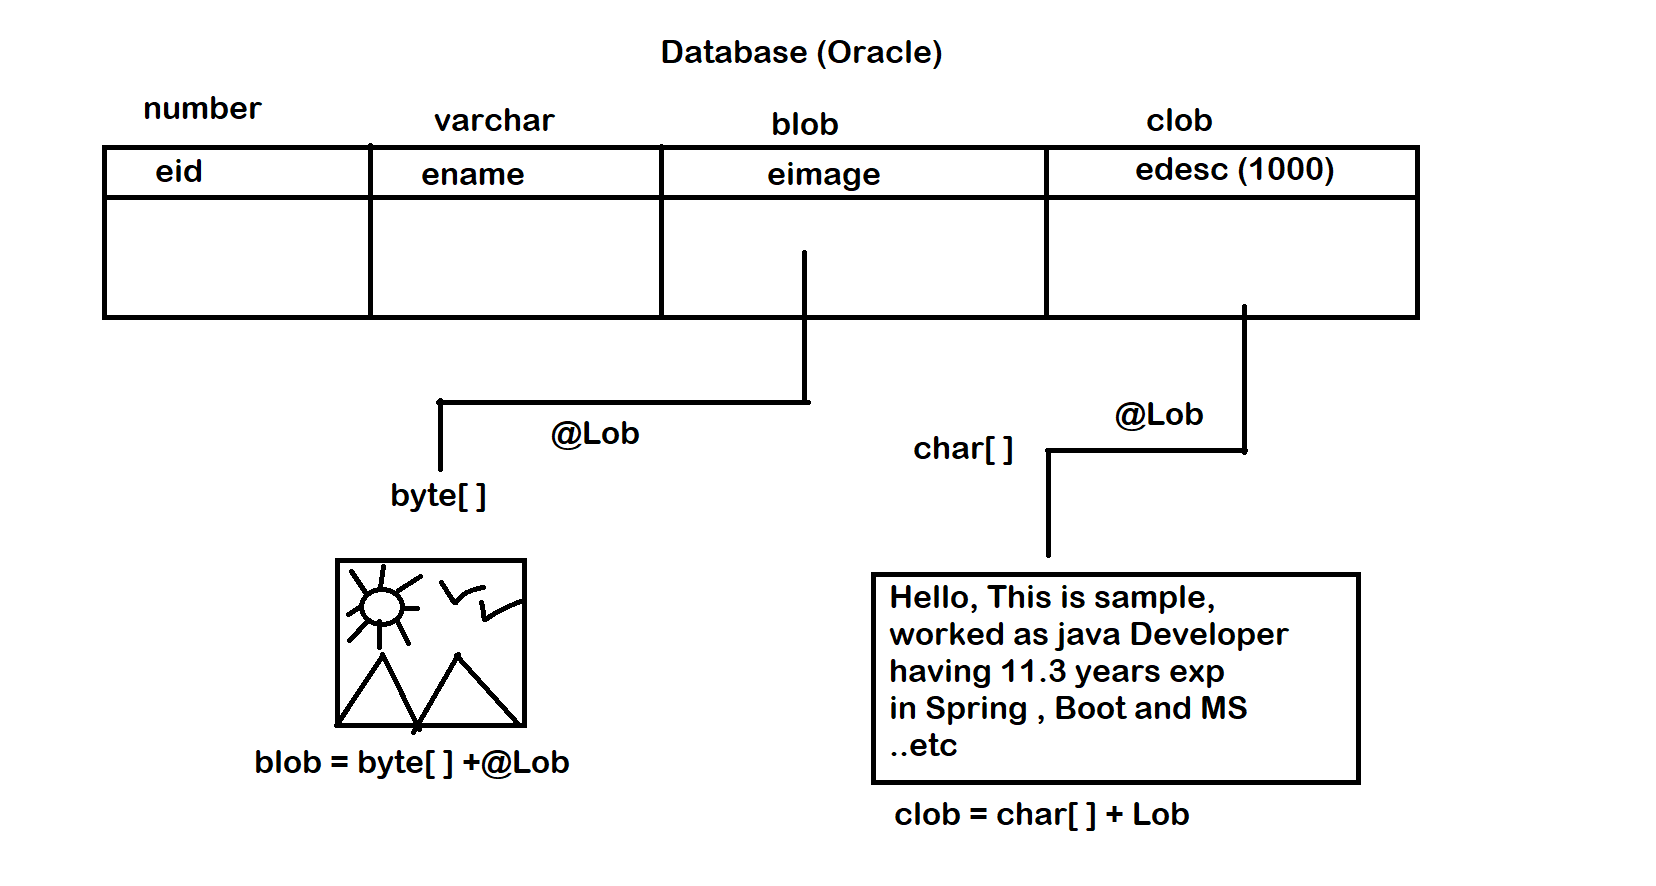 Database (Oracle)
number
varchar
blob
clob
eid
ename
eimage
edesc (1000)
@Lob
byte[ ]
@Lob
char[ ]
Hello, This is sample,
worked as java Developer
having 11.3 years exp
in Spring , Boot and MS
..etc
blob = byte[ ] +@Lob
clob = char[ ] + Lob